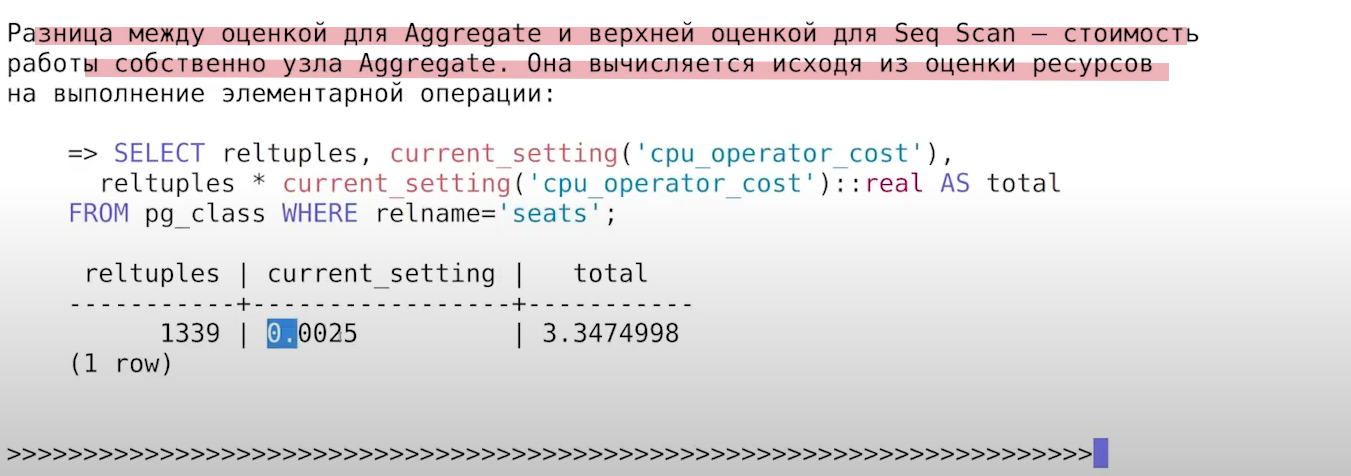 Разница между оценкой для Aggregate и верхней оценкой для Seq Scan — стоимость
работы собственно узла Aggregate. Она вычисляется исходя из оценки ресурсов
на выполнение элементарной операции:
=> SELECT reltuples, current_setting('cpu_operator_cost'),
reltuples * current_setting('cpu_operator_cost')::real AS total
FROM pg_class WHERE relname='seats';
reltuples | current_setting | total
-----------+-----------------+-----------
1339 | 0.0025 | 3.3474998
(1 row)
>>>>>>>>>>>>>>>>>>>>>>>>>>>>>>>>>>>>>>>>>>>>>>>>>>>>>>>>>>>>>>>>>>>>>>>